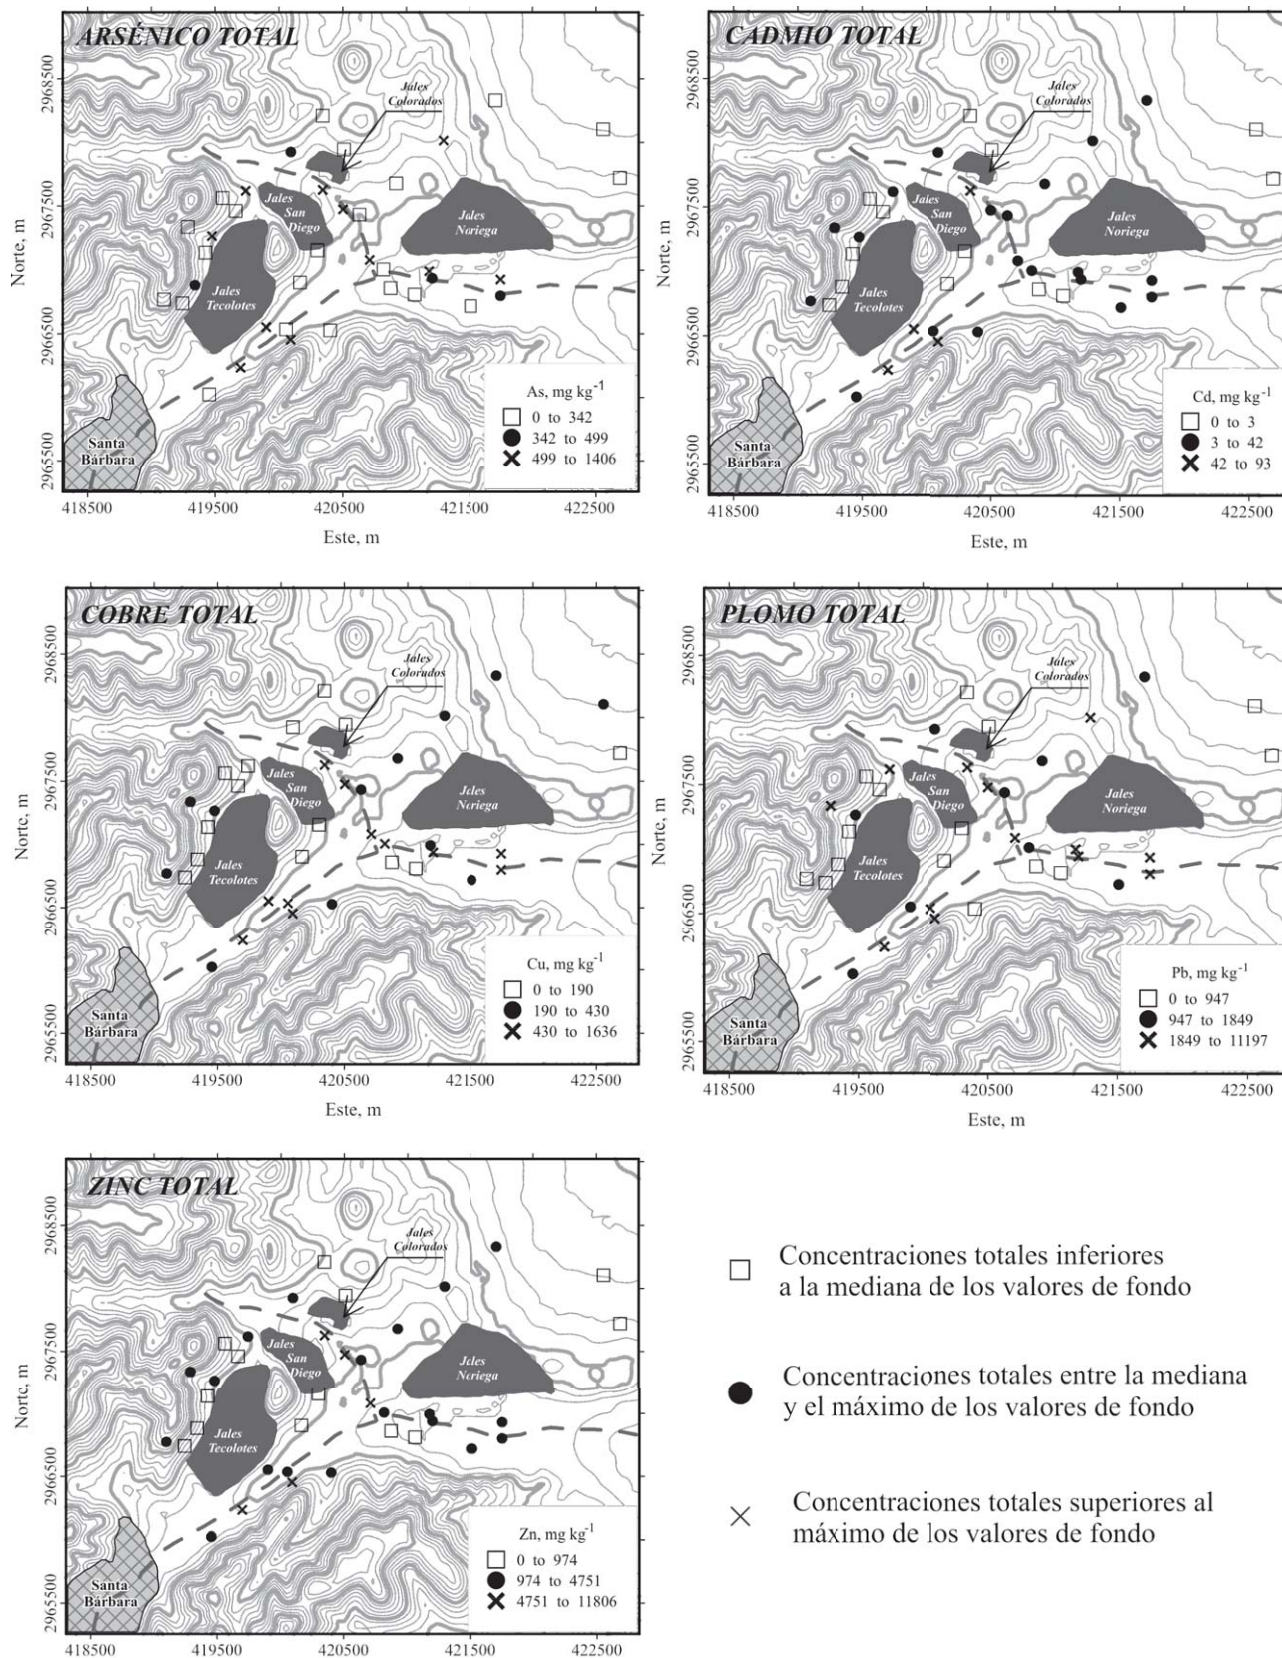 ARSÉNICO TOTAL
Jales
Colorados
Jales
San
Diego
Jales
Noriega
Jales
Tecolotes
Santa
Bárbara
As, mg kg-1
0 to 342
342 to 499
499 to 1406
Norte, m
2968500
2967500
2966500
2965500
418500 419500 420500 421500 422500
Este, m
CADMIO TOTAL
Jales
Colorados
Jales
San
Diego
Jales
Noriega
Jales
Tecolotes
Santa
Bárbara
Cd, mg kg-1
0 to 3
3 to 42
42 to 93
Norte, m
2968500
2967500
2966500
2965500
418500 419500 420500 421500 422500
Este, m
COBRE TOTAL
Jales
Colorados
Jales
San
Diego
Jales
Noriega
Jales
Tecolotes
Santa
Bárbara
Cu, mg kg-1
0 to 190
190 to 430
430 to 1636
Norte, m
2968500
2967500
2966500
2965500
418500 419500 420500 421500 422500
Este, m
PLOMO TOTAL
Jales
Colorados
Jales
San
Diego
Jales
Noriega
Jales
Tecolotes
Santa
Bárbara
Pb, mg kg-1
0 to 947
947 to 1849
1849 to 11197
Norte, m
2968500
2967500
2966500
2965500
418500 419500 420500 421500 422500
Este, m
ZINC TOTAL
Jales
Colorados
Jales
San
Diego
Jales
Noriega
Jales
Tecolotes
Santa
Bárbara
Zn, mg kg-1
0 to 974
974 to 4751
4751 to 11806
Norte, m
2968500
2967500
2966500
2965500
418500 419500 420500 421500 422500
Concentraciones totales inferiores
a la mediana de los valores de fondo
Concentraciones totales entre la mediana
y el máximo de los valores de fondo
Concentraciones totales superiores al
máximo de los valores de fondo